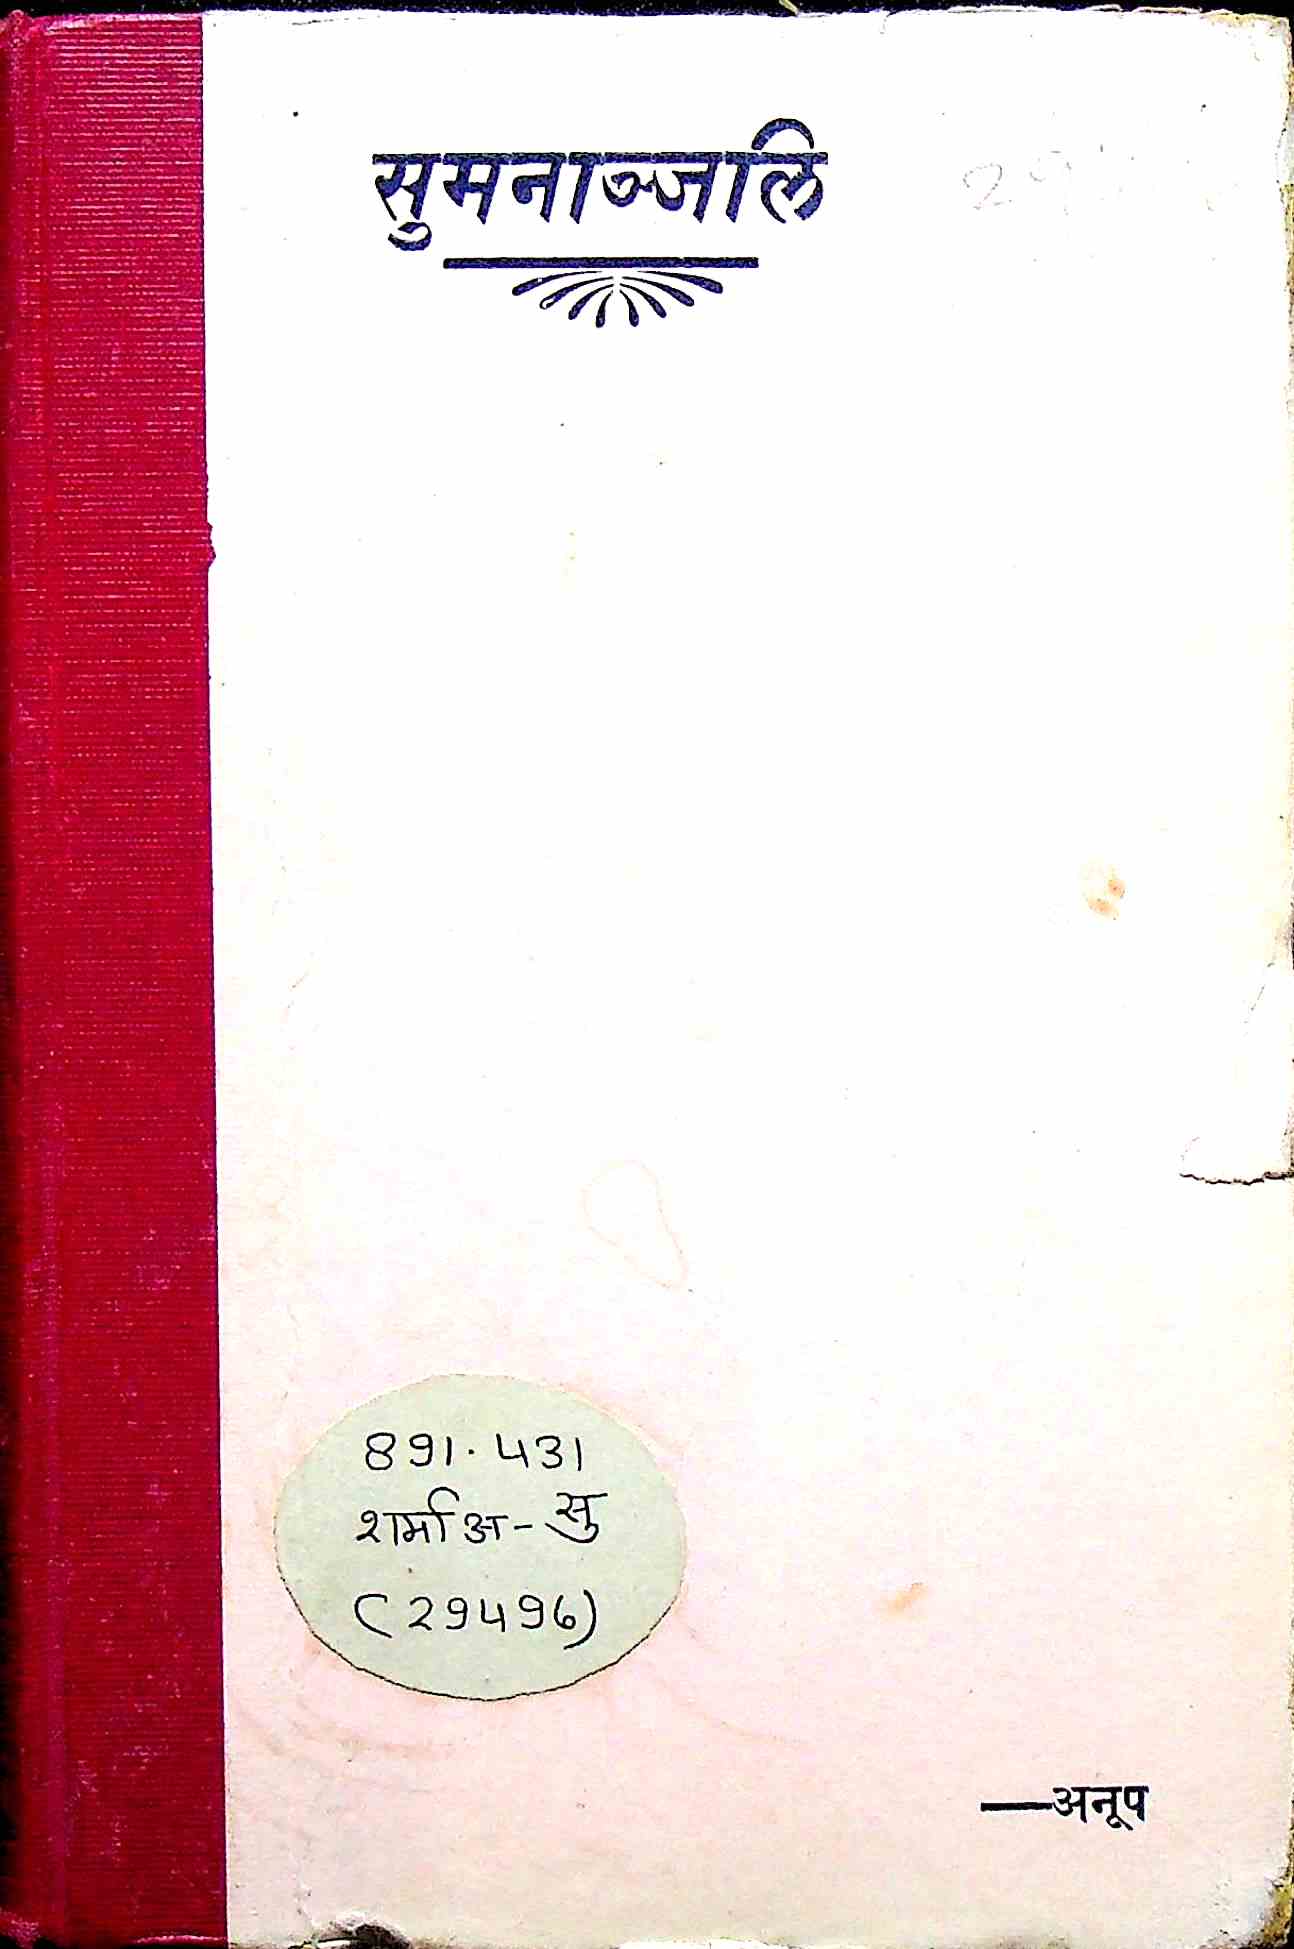 सुमनाञ्जलि
891.431
शर्मा अ-सु
(29496)
—अनूप